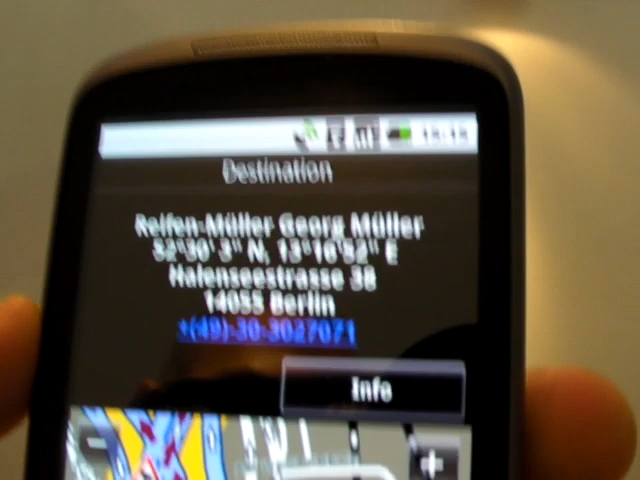 Destination
Reifen-Müller Georg Müller
52°30' 3" N, 13°16'52" E
Halenseestrasse 38
14055 Berlin
+(49)-30-3027071
Info